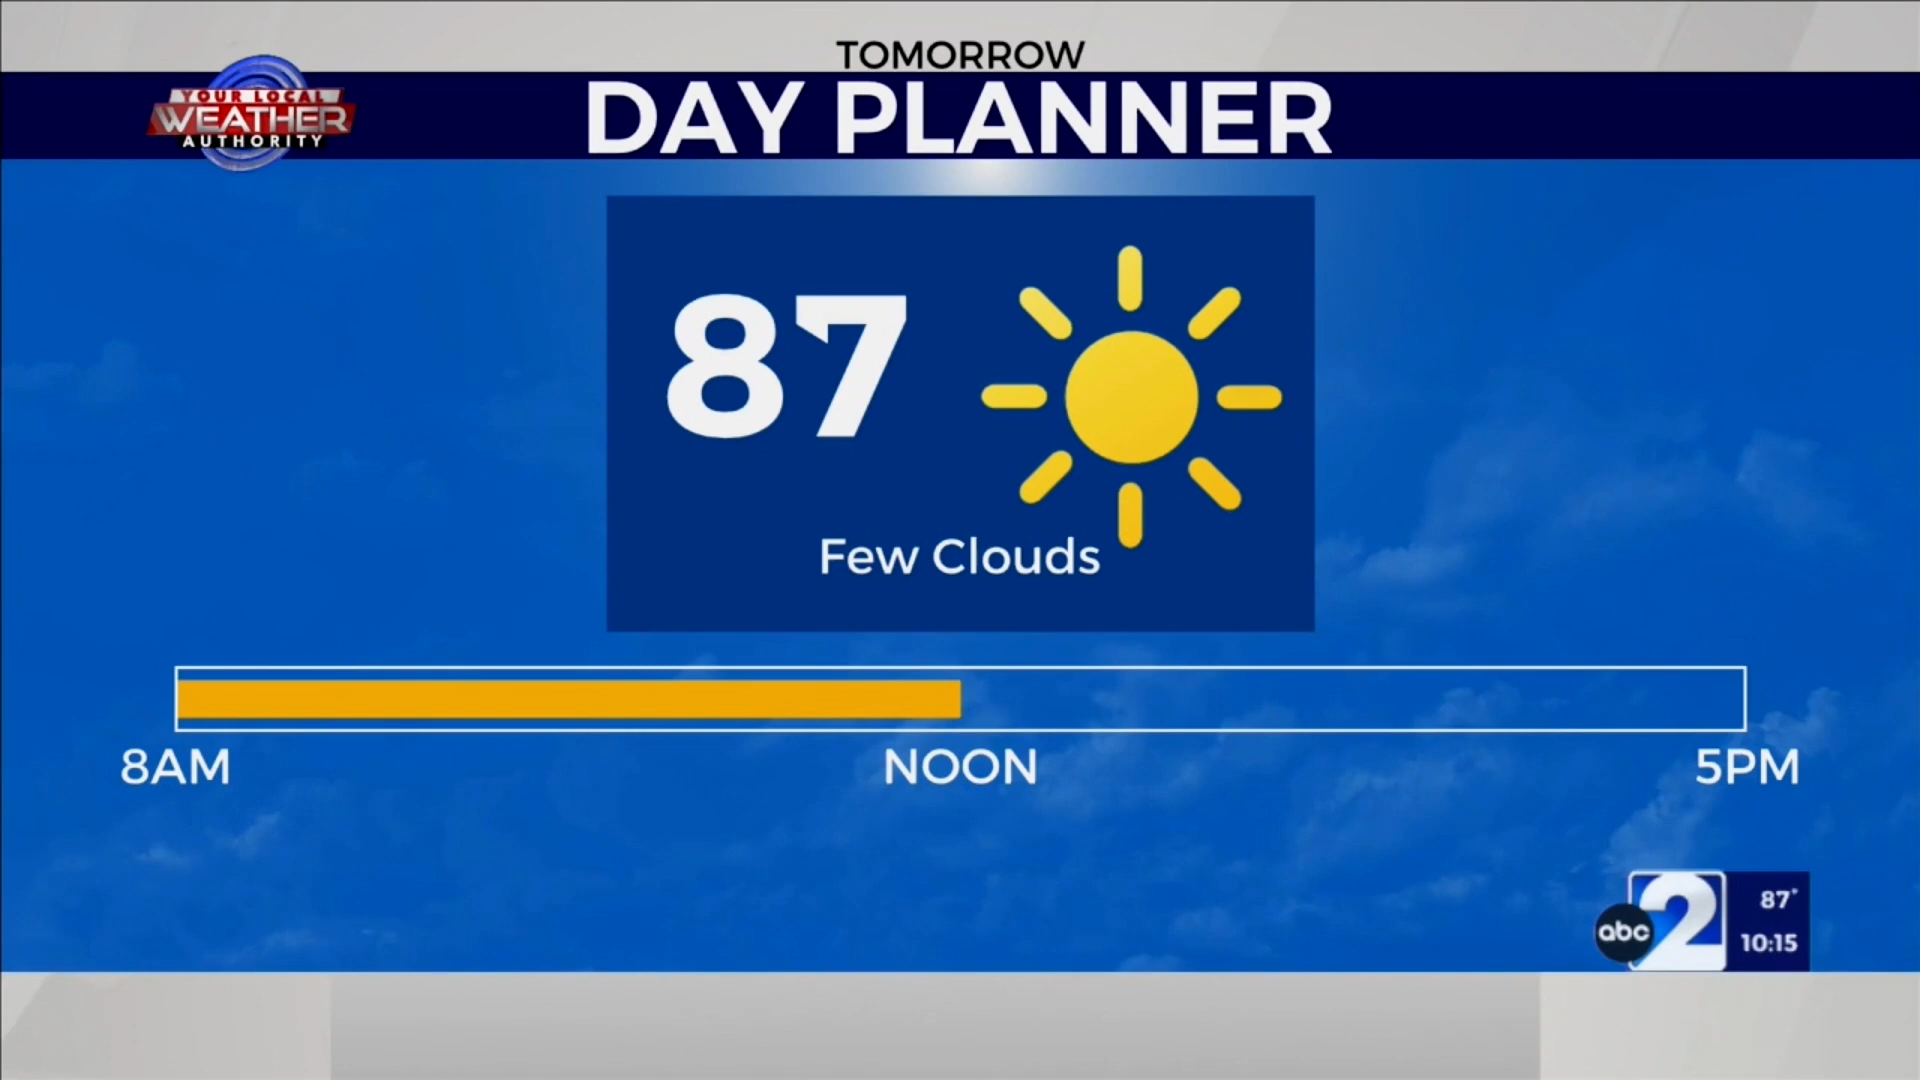 TOMORROW
YOUR LOCAL
WEATHER
AUTHORITY
DAY PLANNER
87
Few Clouds
8AM
NOON
5PM
abc
2
87°
10:15